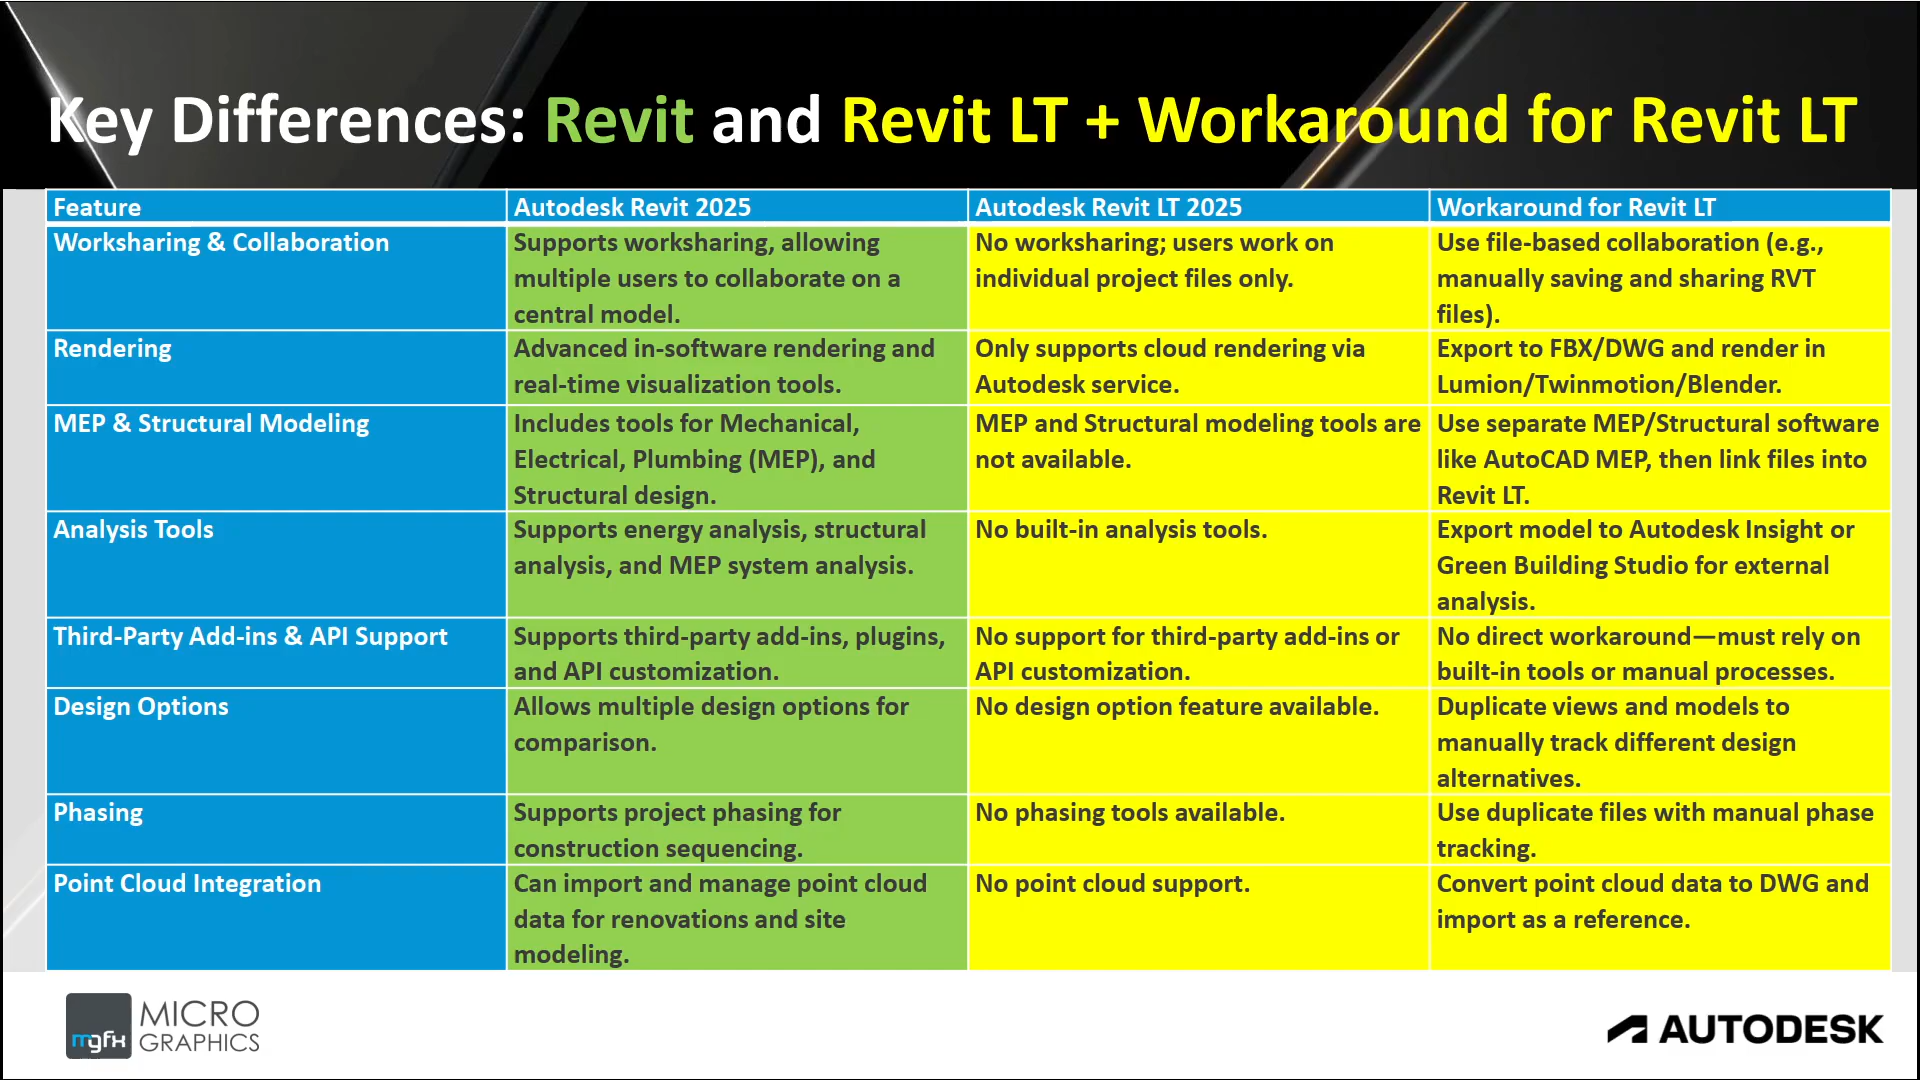 Key Differences: Revit and Revit LT + Workaround for Revit LT
Feature
Autodesk Revit 2025
Autodesk Revit LT 2025
Workaround for Revit LT
Worksharing & Collaboration
Supports worksharing, allowing
multiple users to collaborate on a
central model.
No worksharing; users work on
individual project files only.
Use file-based collaboration (e.g.,
manually saving and sharing RVT
files).
Rendering
Advanced in-software rendering and
real-time visualization tools.
Only supports cloud rendering via
Autodesk service.
Export to FBX/DWG and render in
Lumion/Twinmotion/Blender.
MEP & Structural Modeling
Includes tools for Mechanical,
Electrical, Plumbing (MEP), and
Structural design.
MEP and Structural modeling tools are
not available.
Use separate MEP/Structural software
like AutoCAD MEP, then link files into
Revit LT.
Analysis Tools
Supports energy analysis, structural
analysis, and MEP system analysis.
No built-in analysis tools.
Export model to Autodesk Insight or
Green Building Studio for external
analysis.
Third-Party Add-ins & API Support
Supports third-party add-ins, plugins,
and API customization.
No support for third-party add-ins or
API customization.
No direct workaround—must rely on
built-in tools or manual processes.
Design Options
Allows multiple design options for
comparison.
No design option feature available.
Duplicate views and models to
manually track different design
alternatives.
Phasing
Supports project phasing for
construction sequencing.
No phasing tools available.
Use duplicate files with manual phase
tracking.
Point Cloud Integration
Can import and manage point cloud
data for renovations and site
modeling.
No point cloud support.
Convert point cloud data to DWG and
import as a reference.
mgfx
MICRO
GRAPHICS
AUTODESK